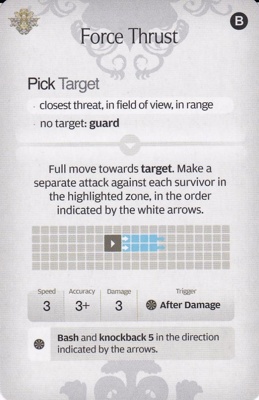 B
Force Thrust
Pick Target
closest threat, in field of view, in range
no target: guard
Full move towards target. Make a
separate attack against each survivor in
the highlighted zone, in the order
indicated by the white arrows.
Speed Accuracy Damage Trigger
3 3+ 3 After Damage
Bash and knockback 5 in the direction
indicated by the arrows.